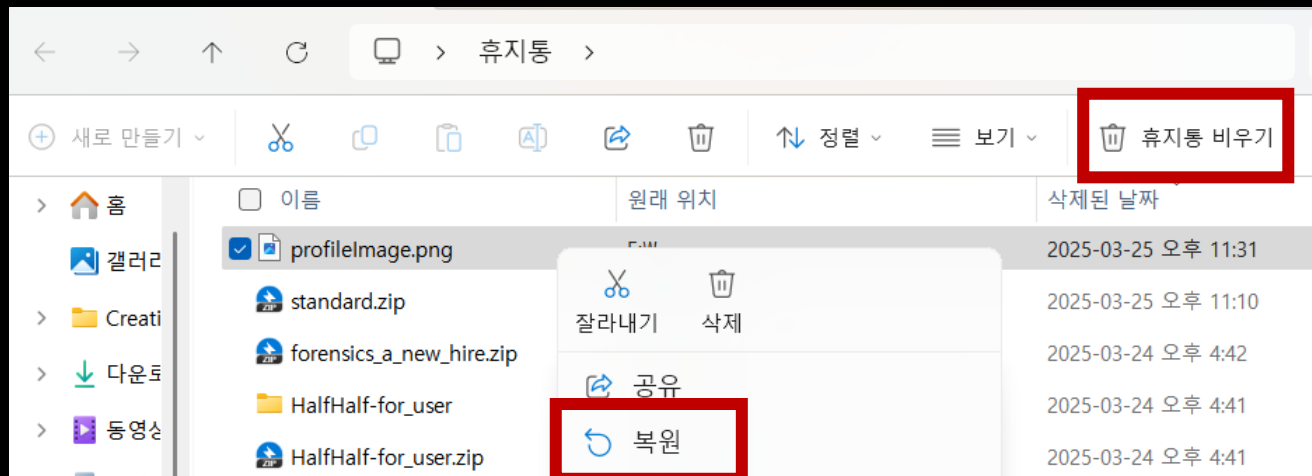 휴지통
새로 만들기 정렬 보기 휴지통 비우기
홈 이름 원래 위치 삭제된 날짜
갤러리 profileImage.png 2025-03-25 오후 11:31
standard.zip 2025-03-25 오후 11:10
Creati 잘라내기 삭제
다운로 forensics_a_new_hire.zip 2025-03-24 오후 4:42
공유
HalfHalf-for_user 2025-03-24 오후 4:41
동영상 복원
HalfHalf-for_user.zip 2025-03-24 오후 4:41